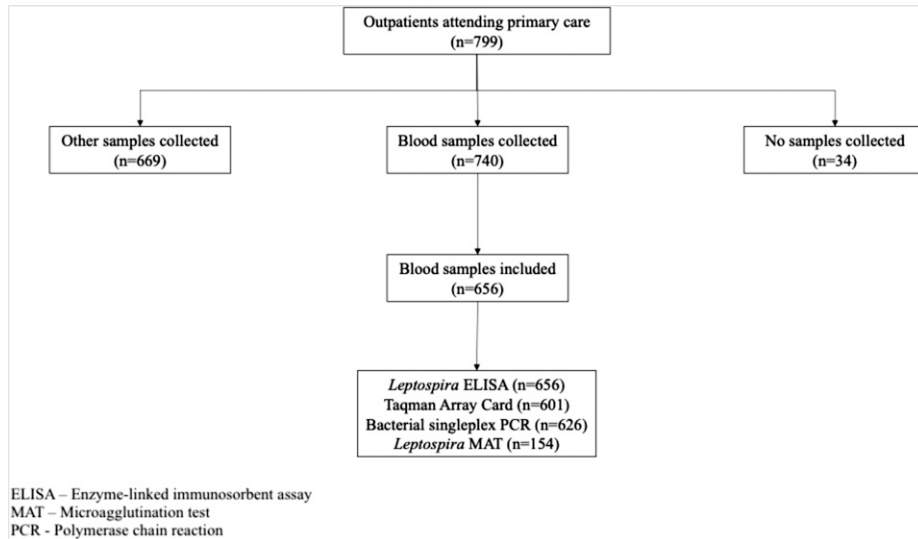 Outpatients attending primary care
(n=799)
Other samples collected
(n=669)
Blood samples collected
(n=740)
No samples collected
(n=34)
Blood samples included
(n=656)
Leptospira ELISA (n=656)
Taqman Array Card (n=601)
Bacterial singleplex PCR (n=626)
Leptospira MAT (n=154)
ELISA – Enzyme-linked immunosorbent assay
MAT – Microagglutination test
PCR - Polymerase chain reaction